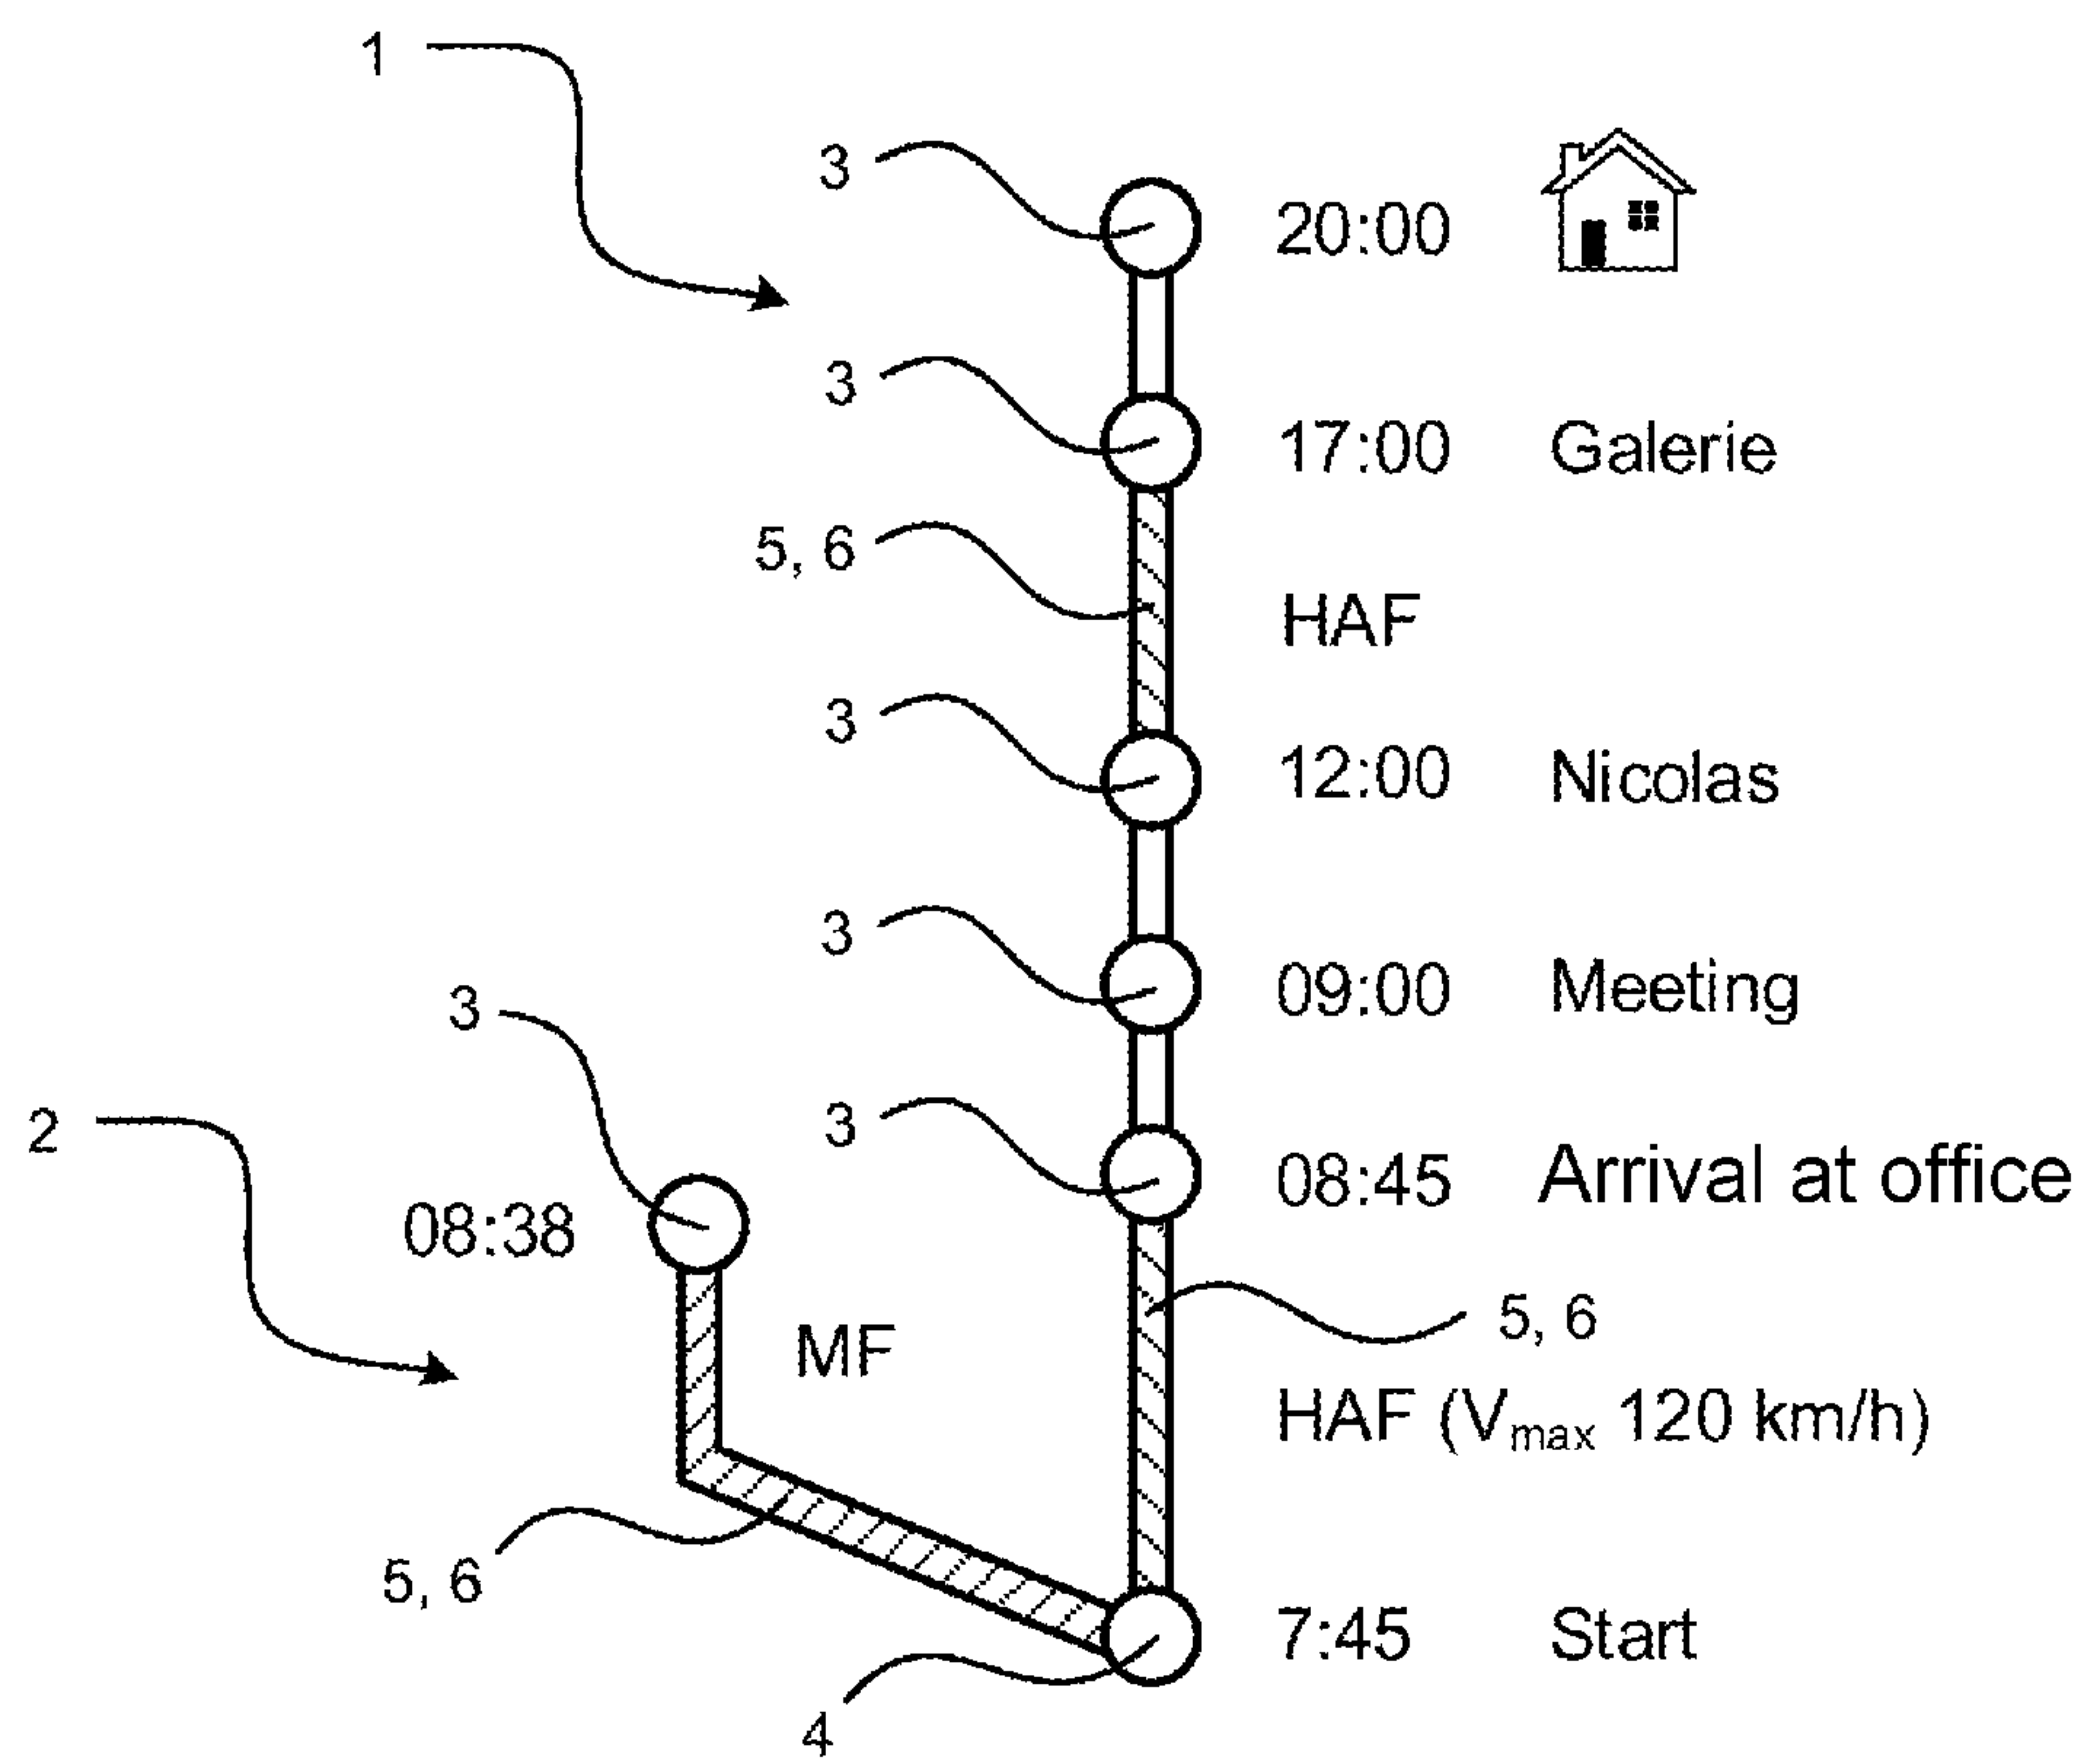 1
3
20:00
3
17:00 Galerie
5, 6
HAF
3
12:00 Nicolas
3
09:00 Meeting
3
2
3
08:45 Arrival at office
08:38
5, 6
MF
HAF (Vmax 120 km/h)
5, 6
7:45 Start
4